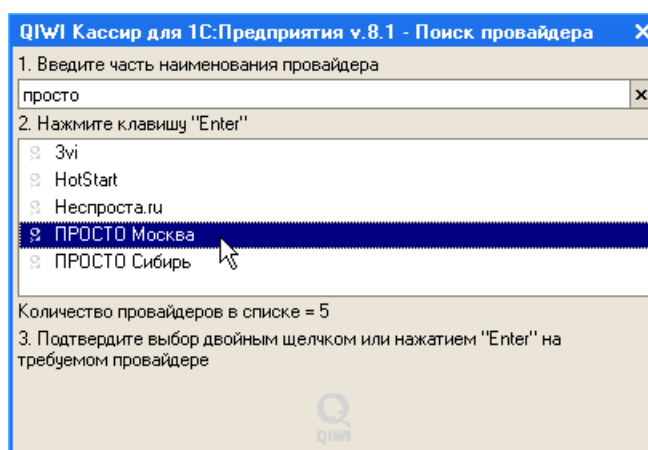 QIWI Кассир для 1С:Предприятия v.8.1 - Поиск провайдера
1. Введите часть наименования провайдера
просто
2. Нажмите клавишу "Enter"
3vi
HotStart
Неспроста.ru
ПРОСТО Москва
ПРОСТО Сибирь
Количество провайдеров в списке = 5
3. Подтвердите выбор двойным щелчком или нажатием "Enter" на
требуемом провайдере
QIWI